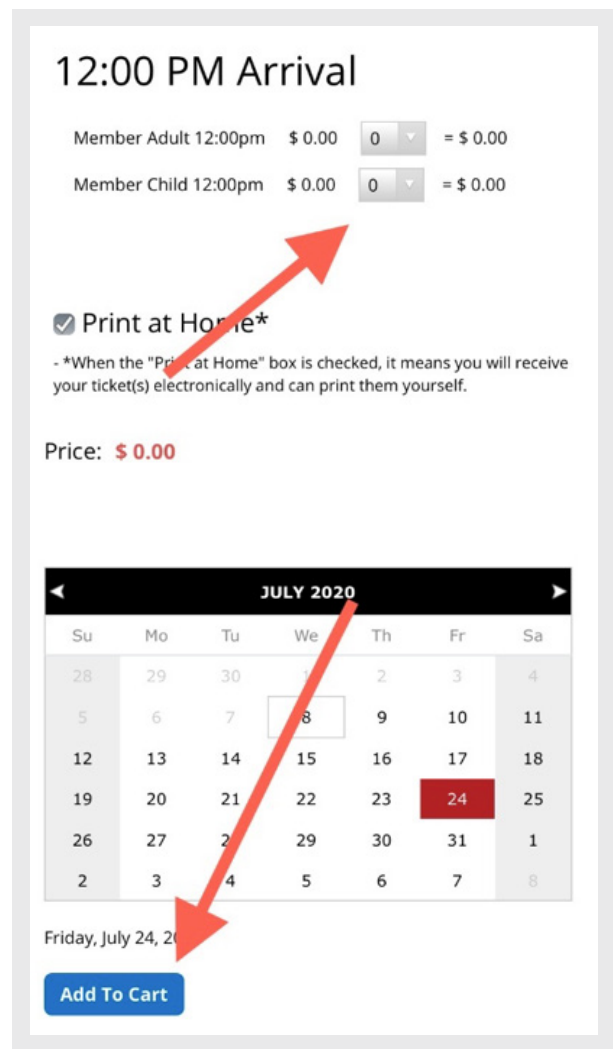 12:00 PM Arrival
Member Adult 12:00pm $ 0.00 0 = $ 0.00
Member Child 12:00pm $ 0.00 0 = $ 0.00
Print at Home*
- *When the "Print at Home" box is checked, it means you will receive
your ticket(s) electronically and can print them yourself.
Price: $ 0.00
JULY 2020
Su Mo Tu We Th Fr Sa
28 29 30 1 2 3 4
5 6 7 8 9 10 11
12 13 14 15 16 17 18
19 20 21 22 23 24 25
26 27 28 29 30 31 1
2 3 4 5 6 7 8
Friday, July 24,
Add To Cart